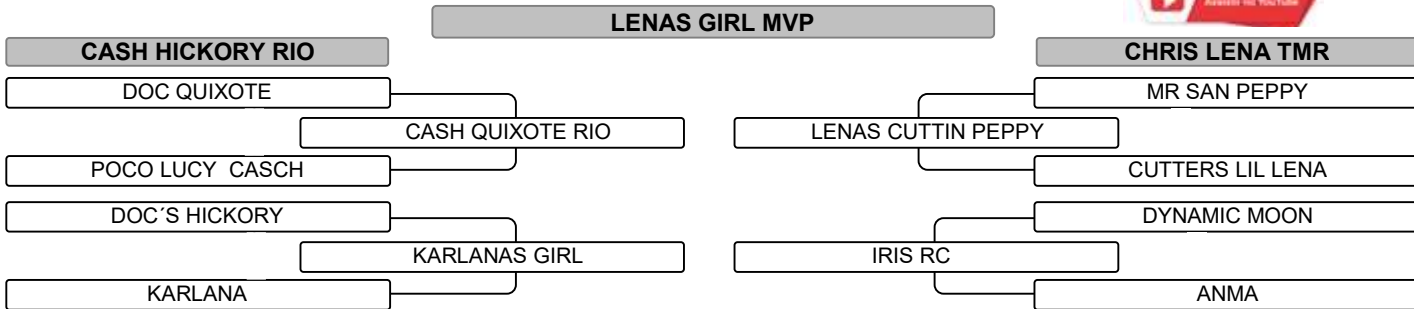 LENAS GIRL MVP
CASH HICKORY RIO
CHRIS LENA TMR
DOC QUIXOTE
MR SAN PEPPY
CASH QUIXOTE RIO
LENAS CUTTIN PEPPY
POCO LUCY  CASCH
CUTTERS LIL LENA
DOC´S HICKORY
DYNAMIC MOON
KARLANAS GIRL
IRIS RC
KARLANA
ANMA